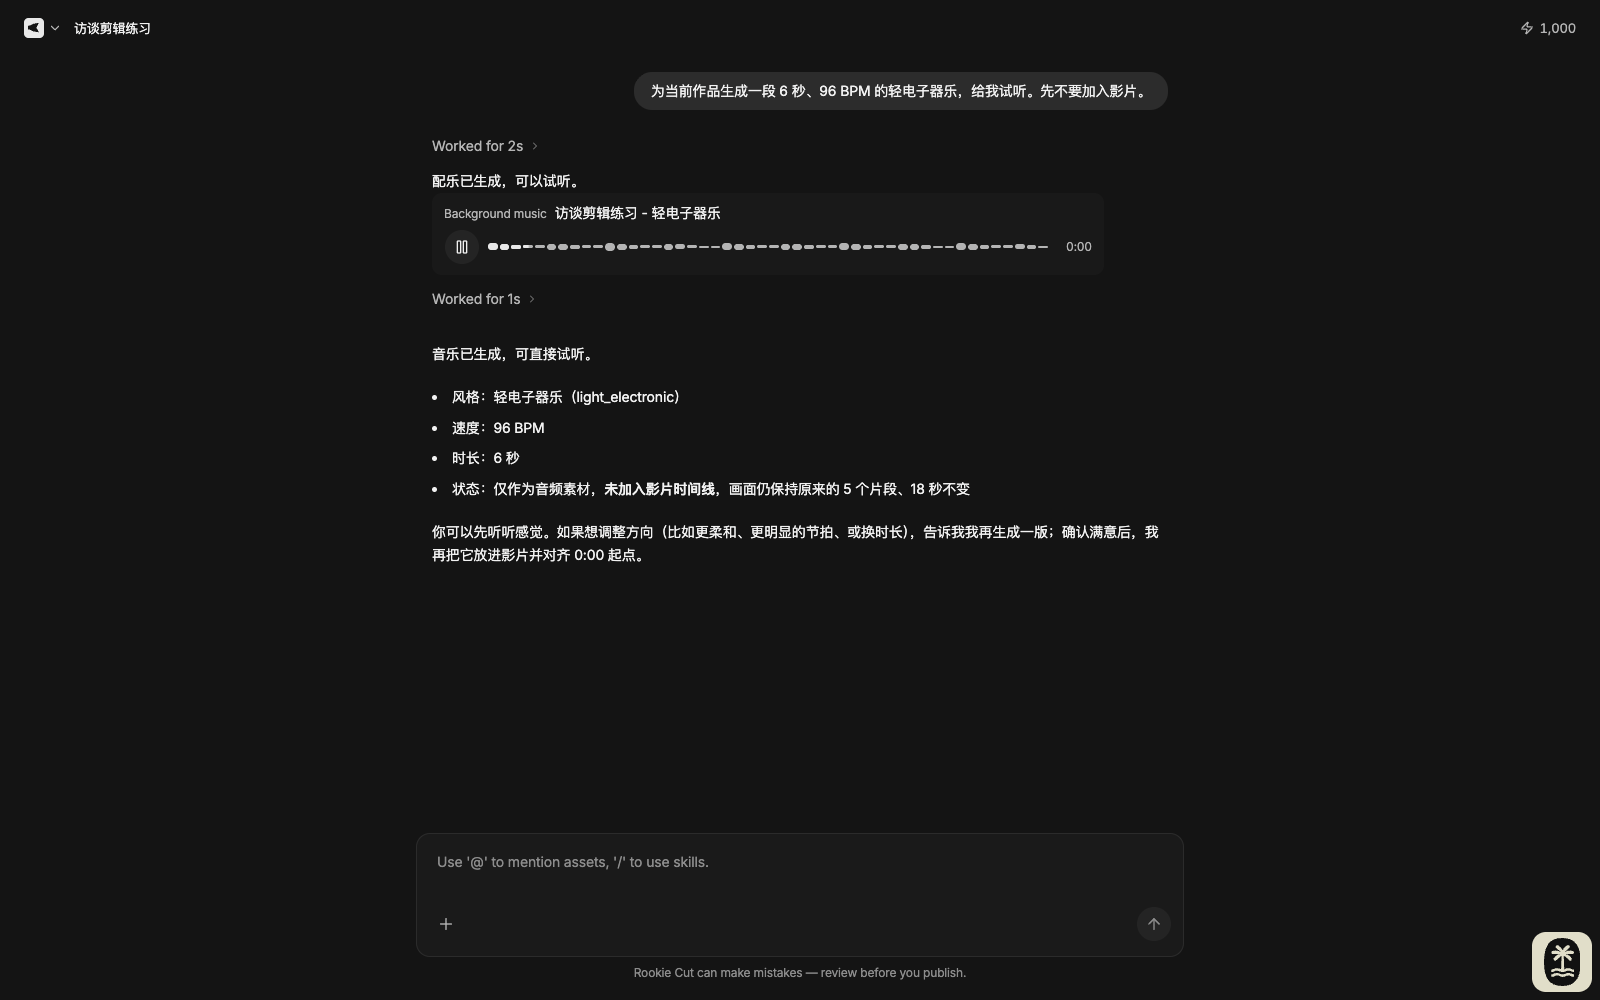 访谈剪辑练习
1,000
为当前作品生成一段 6 秒、96 BPM 的轻电子器乐，给我试听。先不要加入影片。
Worked for 2s
配乐已生成，可以试听。
Background music 访谈剪辑练习 - 轻电子器乐
0:00
Worked for 1s
音乐已生成，可直接试听。
• 风格：轻电子器乐（light_electronic）
• 速度：96 BPM
• 时长：6 秒
• 状态：仅作为音频素材，未加入影片时间线，画面仍保持原来的 5 个片段、18 秒不变
你可以先听听感觉。如果想调整方向（比如更柔和、更明显的节拍、或换时长），告诉我我再生成一版；确认满意后，我
再把它放进影片并对齐 0:00 起点。
Use '@' to mention assets, '/' to use skills.
Rookie Cut can make mistakes — review before you publish.